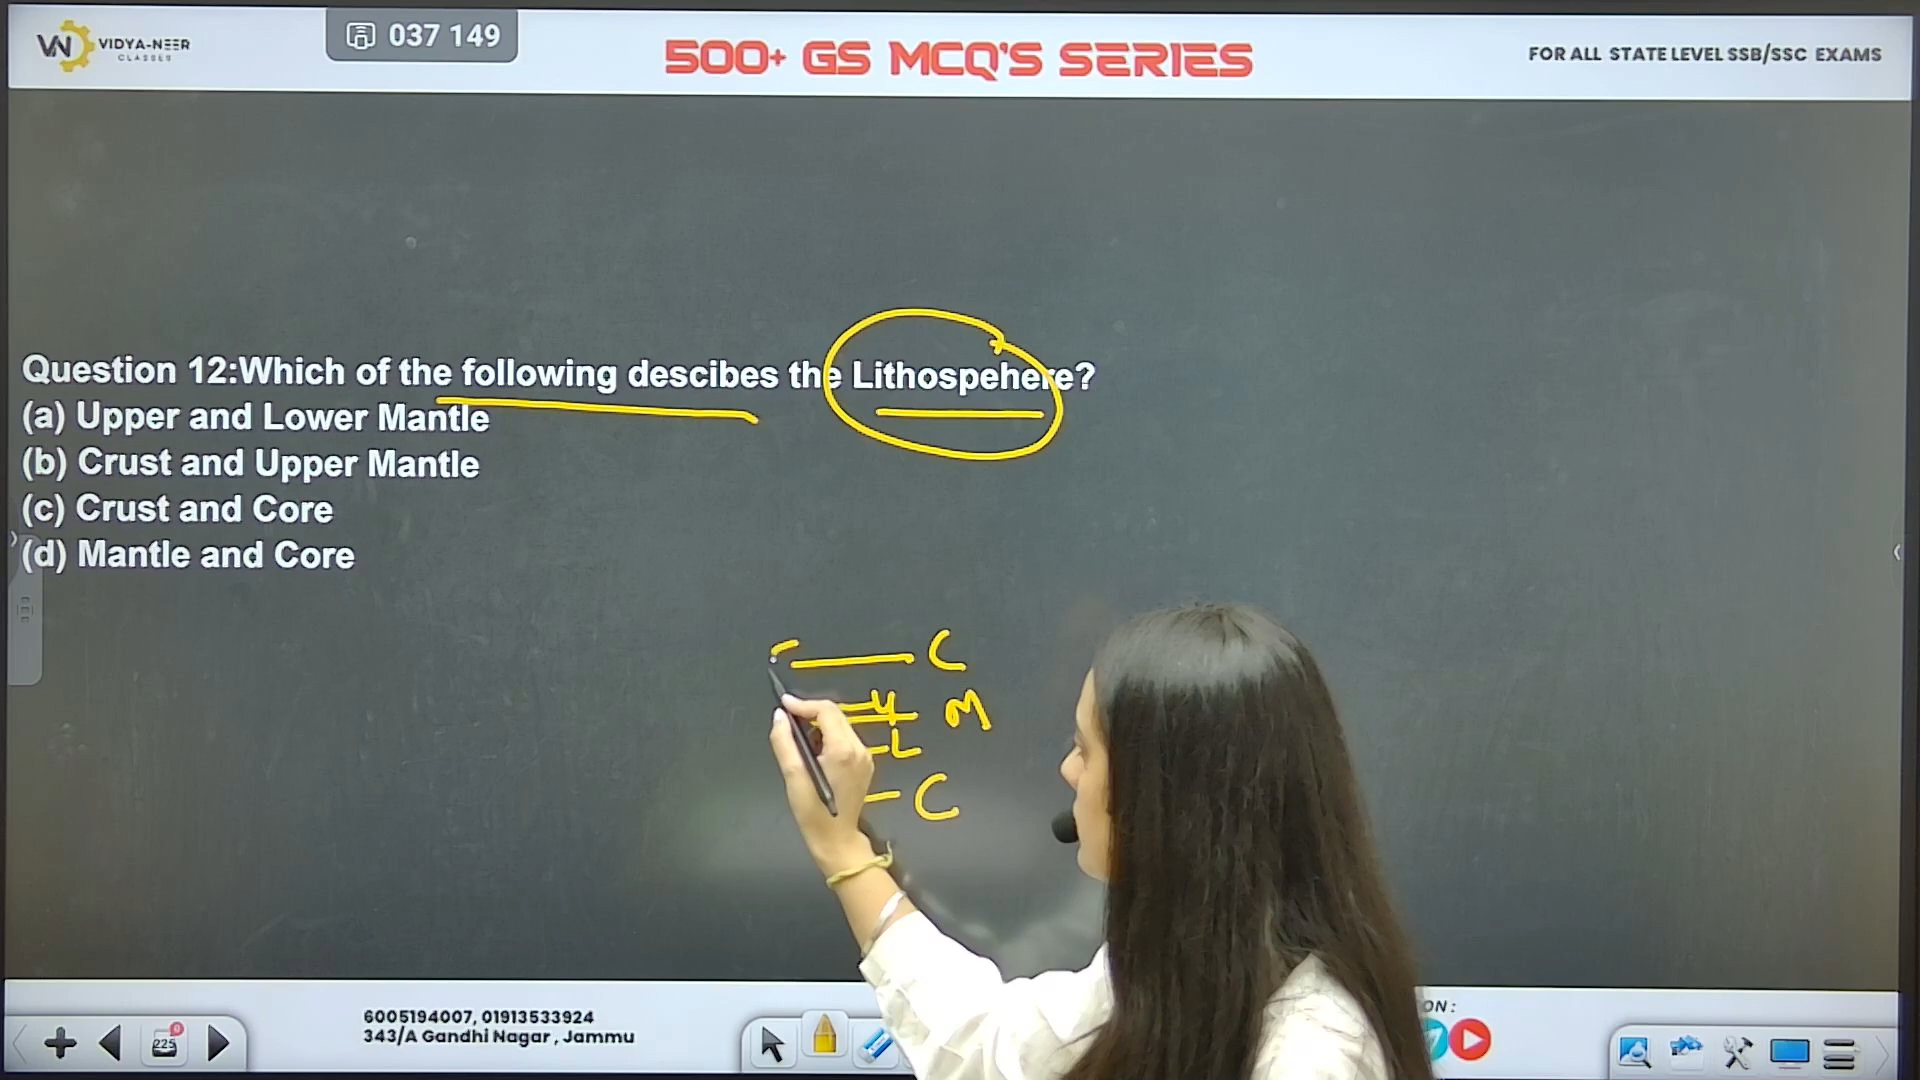 VN VIDYA-NEER
CLASSES
037 149
500+ GS MCQ'S SERIES
FOR ALL STATE LEVEL SSB/SSC EXAMS
Question 12:Which of the following descibes the Lithospehere?
(a) Upper and Lower Mantle
(b) Crust and Upper Mantle
(c) Crust and Core
(d) Mantle and Core
C
U
M
L
C
6005194007, 01913533924
343/A Gandhi Nagar , Jammu
ON :
225
0